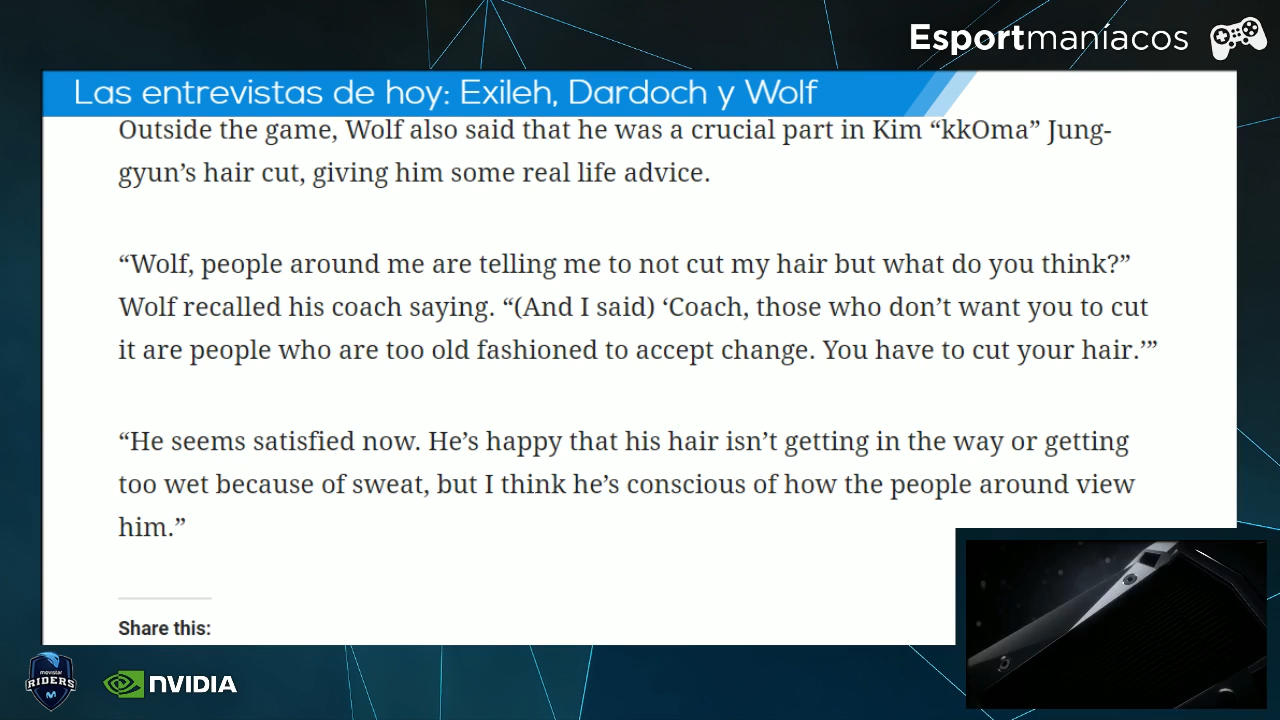 Esportmaníacos
Las entrevistas de hoy: Exileh, Dardoch y Wolf
Outside the game, Wolf also said that he was a crucial part in Kim “kkOma” Jung-
gyun’s hair cut, giving him some real life advice.
“Wolf, people around me are telling me to not cut my hair but what do you think?”
Wolf recalled his coach saying. “(And I said) ‘Coach, those who don’t want you to cut
it are people who are too old fashioned to accept change. You have to cut your hair.’”
“He seems satisfied now. He’s happy that his hair isn’t getting in the way or getting
too wet because of sweat, but I think he’s conscious of how the people around view
him.”
Share this:
movistar
RIDERS
NVIDIA